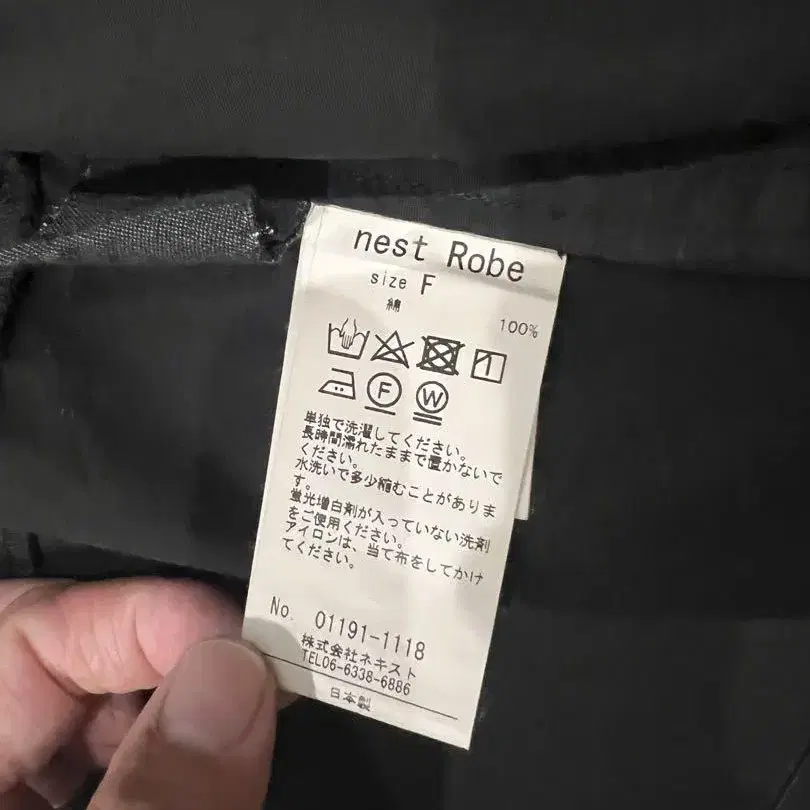 nest Robe
size F
綿
100%
F W
単独で洗濯してください。
長時間濡れたままで置かないで
ください。
水洗いで多少縮むことがありま
す。
蛍光増白剤が入っていない洗剤
をご使用ください。
アイロンは、当て布をしてかけ
てください。
No. 01191-1118
株式会社ネキスト
TEL06-6338-6886
日本製